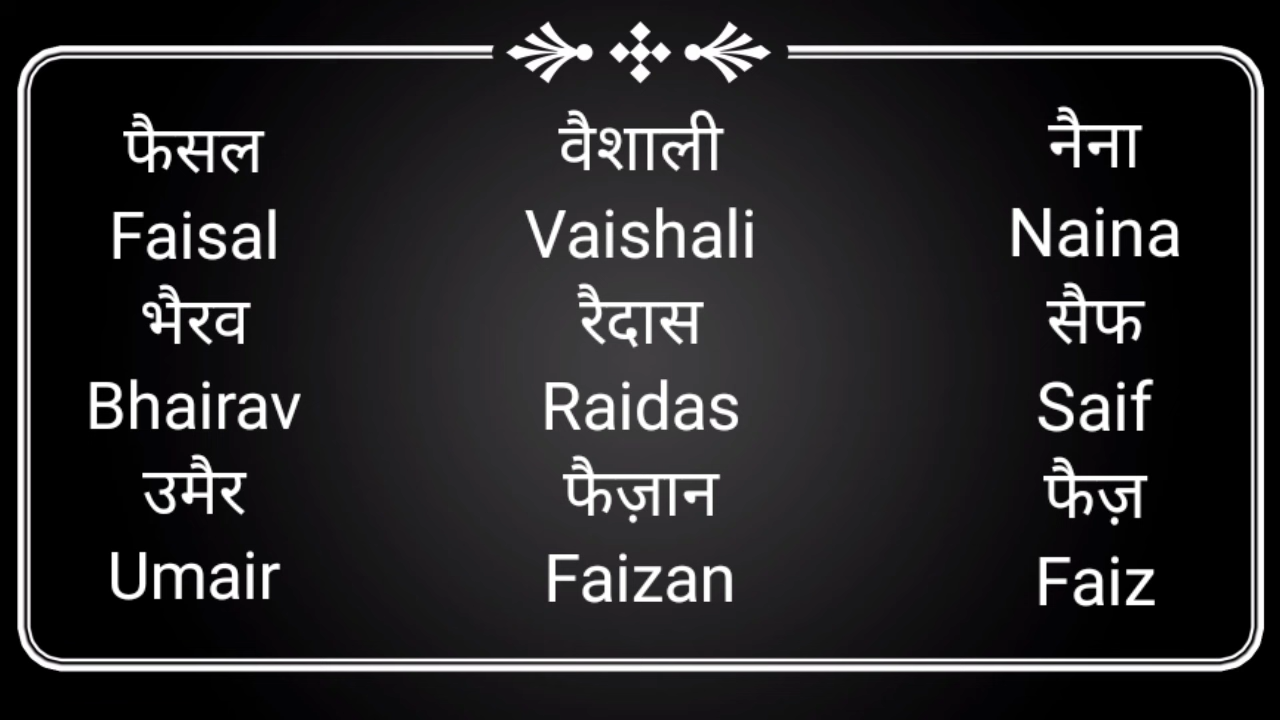 फैसल वैशाली नैना
Faisal Vaishali Naina
भैरव रैदास सैफ
Bhairav Raidas Saif
उमैर फैज़ान फैज़
Umair Faizan Faiz